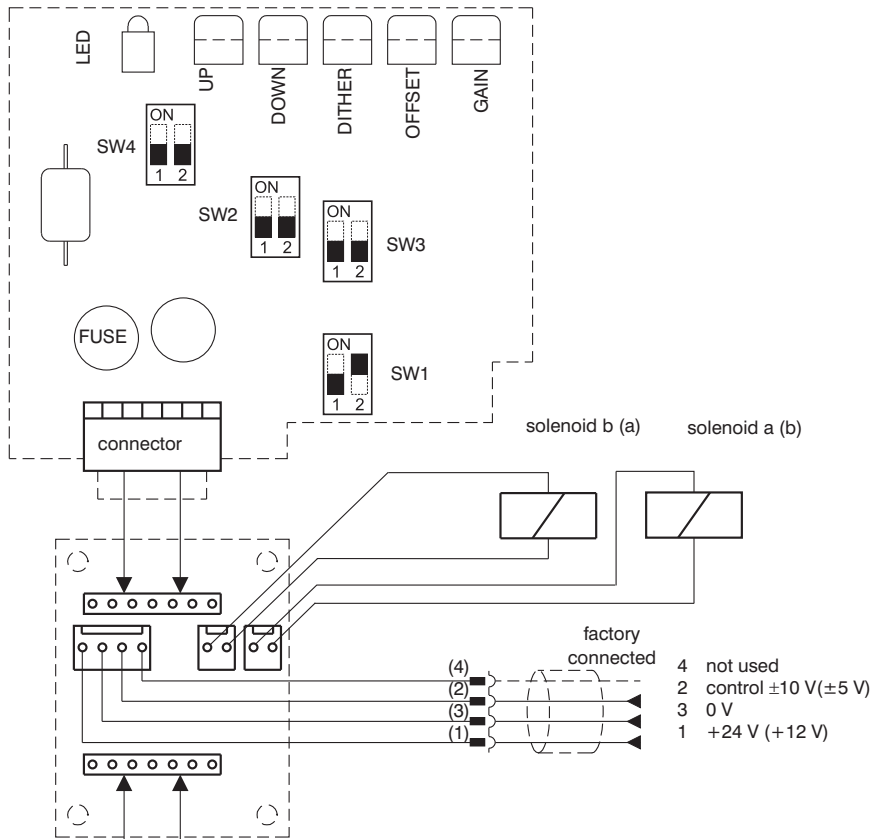 LED
UP
DOWN
DITHER
OFFSET
GAIN
ON
SW4
1 2
ON
SW2
1 2
ON
SW3
1 2
FUSE
ON
SW1
1 2
connector
solenoid b (a)
solenoid a (b)
factory
connected
(4)
4 not used
(2)
2 control ±10 V(±5 V)
(3)
3 0 V
(1)
1 +24 V (+12 V)